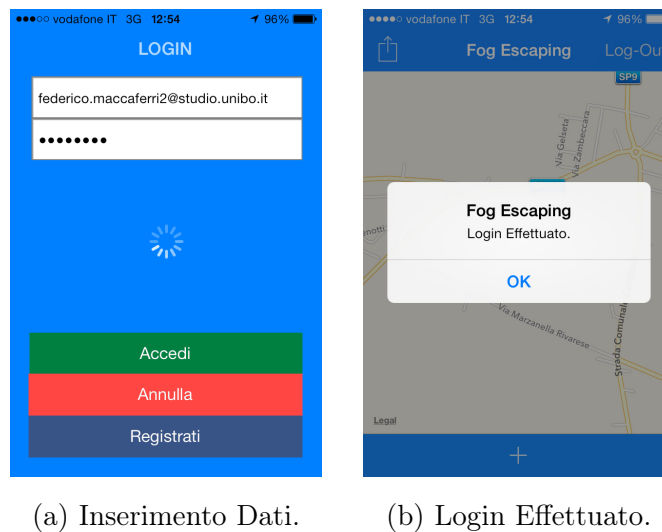 vodafone IT 3G 12:54 96%
LOGIN
federico.maccaferri2@studio.unibo.it
••••••••
Accedi
Annulla
Registrati
(a) Inserimento Dati.
vodafone IT 3G 12:54 96%
Fog Escaping Log-Ou
SP9
Via Gelseta
Via Zambeccara
Fog Escaping
Login Effettuato.
OK
Via Marzanella Rivarese
Strada Comunale
Legal
+
(b) Login Effettuato.